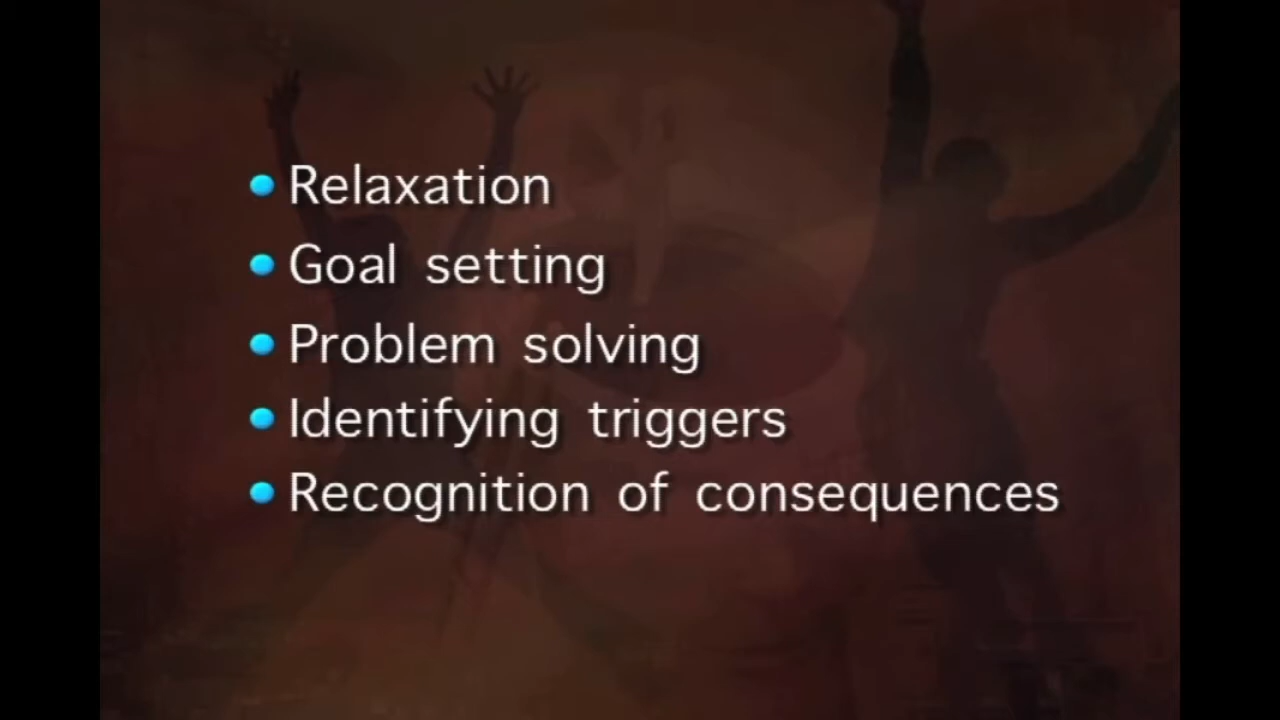 • Relaxation
• Goal setting
• Problem solving
• Identifying triggers
• Recognition of consequences